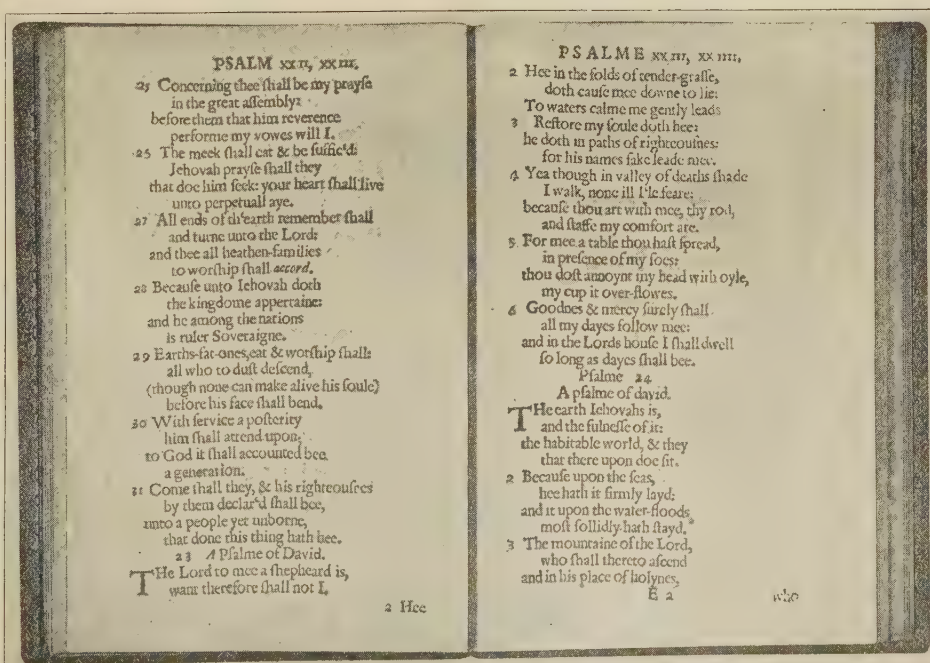 PSALM xxii, xxiii.
25 Concerning thee ſhall be my prayſe
in the great aſſembly:
before them that him reverence
performe my vowes will I.
25 The meek ſhall eat & be ſuffic'd:
Jehovah prayſe ſhall they
that doe him ſeek: your heart ſhall live
unto perpetuall aye.
27 All ends of th'earth remember ſhall
and turne unto the Lord:
and thee all heathen-families
to worſhip ſhall accord.
28 Becauſe unto Iehovah doth
the kingdome appertaine:
and he among the nations
is ruler Soveraigne.
29 Earths-fat-ones, eat & worſhip ſhall:
all who to duſt deſcend,
(though none can make alive his ſoule)
before his face ſhall bend.
30 With ſervice a poſterity
him ſhall attend upon;
to God it ſhall accounted bee
a generation.
31 Come ſhall they, & his righteouſnes
by them declar'd ſhall bee,
unto a people yet unborne,
that done this thing hath hee.
23 A Pſalme of David.
THe Lord to mee a ſhepheard is,
want therefore ſhall not I.
2 Hee
PSALME xxiii, xxiiii.
2 Hee in the folds of tender-graſſe,
doth cauſe mee downe to lie:
To waters calme me gently leads
3 Reſtore my ſoule doth hee:
he doth in paths of righteouſnes:
for his names ſake leade mee.
4 Yea though in valley of deaths ſhade
I walk, none ill I'le feare:
becauſe thou art with mee, thy rod,
and ſtaffe my comfort are.
5 For mee a table thou haſt ſpread,
in preſence of my foes:
thou doſt annoynt my head with oyle,
my cup it over-flowes.
6 Goodnes & mercy ſurely ſhall
all my dayes follow mee:
and in the Lords houſe I ſhall dwell
ſo long as dayes ſhall bee.
Pſalme 24
A pſalme of david.
THe earth Iehovahs is,
and the fulneſſe of it:
the habitable world, & they
that there upon doe ſit.
2 Becauſe upon the ſeas,
hee hath it firmly layd:
and it upon the water-floods
moſt ſollidly hath ſtayd.
3 The mountaine of the Lord,
who ſhall thereto aſcend
and in his place of holynes,
E 2 who